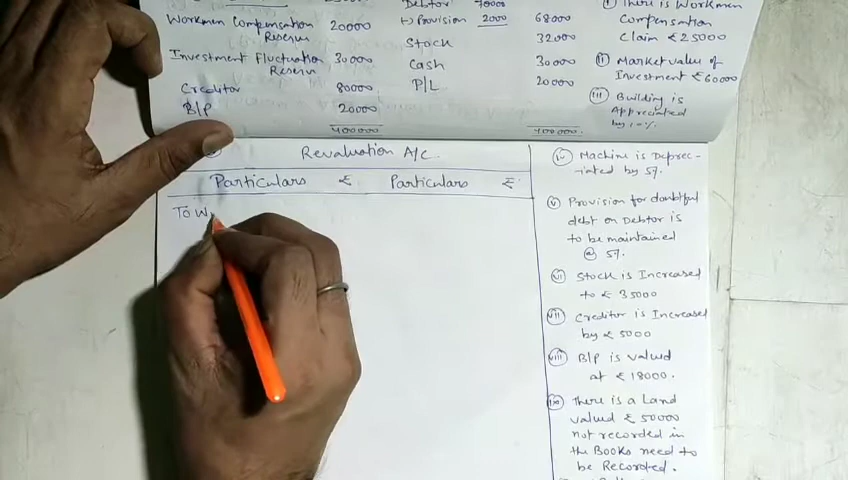 Debtor 70000
Workmen Compensation Reserve 20000
(-) Provision 2000 68000
Stock 32000
Investment Fluctuation Reserve 30000
Cash 30000
Creditor 80000
P/L 20000
B/P 20000
400000 400000
(i) There is Workmen
Compensation
Claim ₹25000
(ii) Market value of
Investment ₹60000
(iii) Building is
Appreciated
by 10%.
Revaluation A/C.
Particulars ₹ Particulars ₹
To W
(iv) Machine is Deprec-
iated by 5%.
(v) Provision for doubtful
debt on Debtor is
to be maintained
@ 5%.
(vi) Stock is Increased
to ₹ 35000
(vii) Creditor is Increased
by ₹ 5000
(viii) B/P is valued
at ₹ 18000.
(ix) There is a Land
valued ₹ 50000
not recorded in
the Books need to
be Recorded.